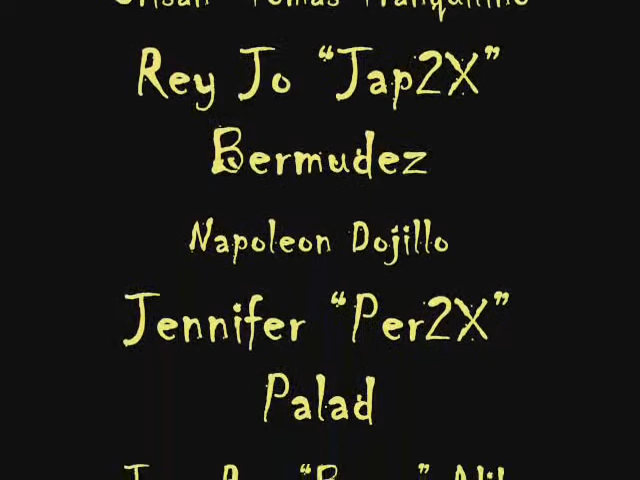 Rey Jo “Jap2X”
Bermudez
Napoleon Dojillo
Jennifer “Per2X”
Palad